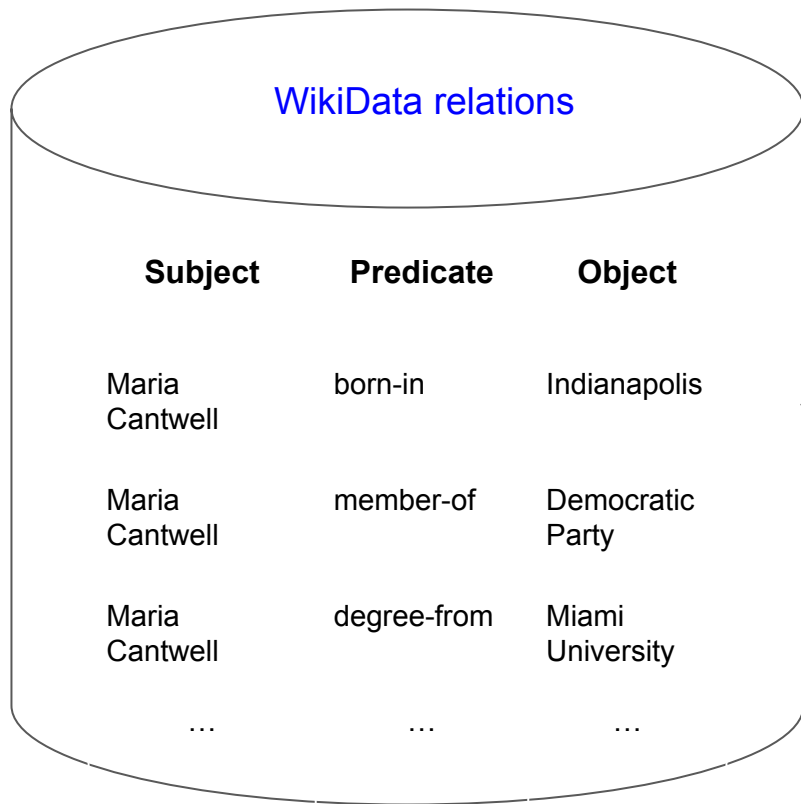 WikiData relations
Subject Predicate Object
Maria born-in Indianapolis
Cantwell
Maria member-of Democratic
Cantwell Party
Maria degree-from Miami
Cantwell University
… … …